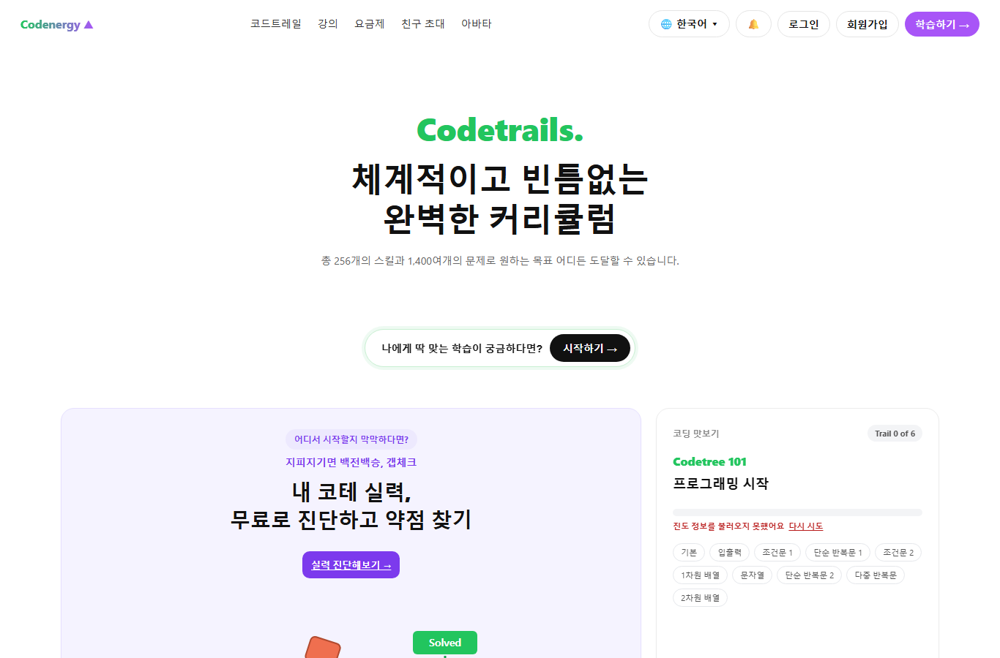 Codenergy
코드트레일 강의 요금제 친구 초대 아바타
한국어
로그인
회원가입
학습하기 →
Codetrails.
체계적이고 빈틈없는
완벽한 커리큘럼
총 256개의 스킬과 1,400여개의 문제로 원하는 목표 어디든 도달할 수 있습니다.
나에게 딱 맞는 학습이 궁금하다면?
시작하기 →
어디서 시작할지 막막하다면?
지피지기면 백전백승, 갭체크
내 코테 실력,
무료로 진단하고 약점 찾기
실력 진단해보기 →
Solved
코딩 맛보기
Trail 0 of 6
Codetree 101
프로그래밍 시작
진도 정보를 불러오지 못했어요 다시 시도
기본 입출력 조건문 1 단순 반복문 1 조건문 2
1차원 배열 문자열 단순 반복문 2 다중 반복문
2차원 배열